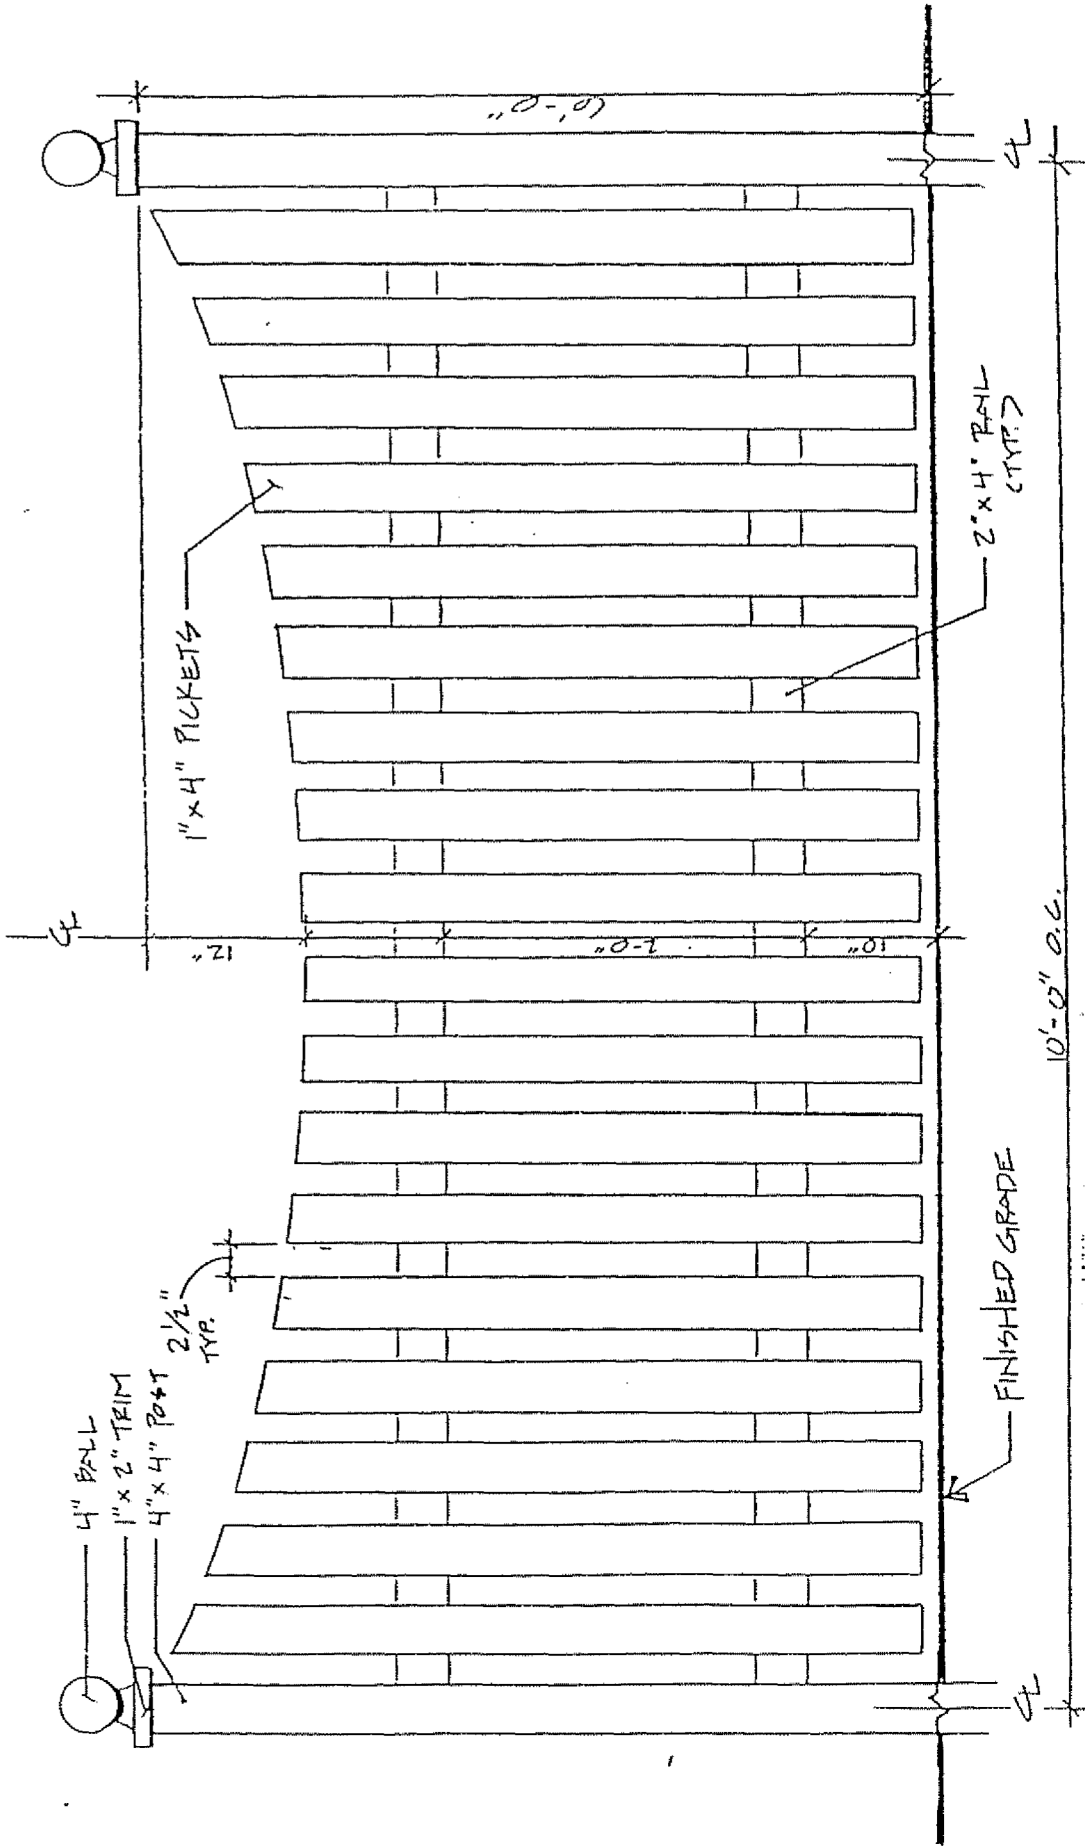 4" BALL
1" x 2" TRIM
4" x 4" POST
2 1/2"
TYP.
1" x 4" PICKETS
6'-0"
℄
12"
2'-0"
10"
2" x 4" RAIL
(TYP.)
FINISHED GRADE
℄
℄
10'-0" O.C.